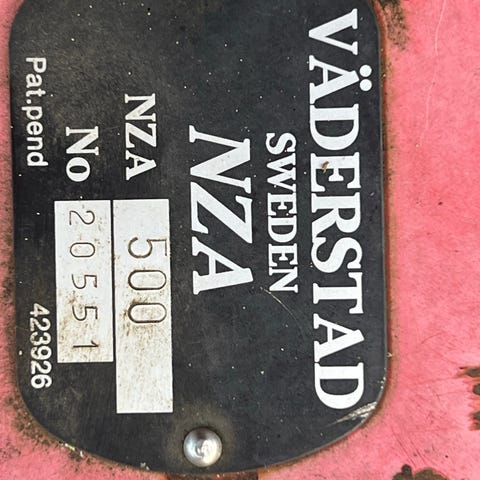 VÄDERSTAD
SWEDEN
NZA
NZA 500
No 20551
Pat.pend 423926